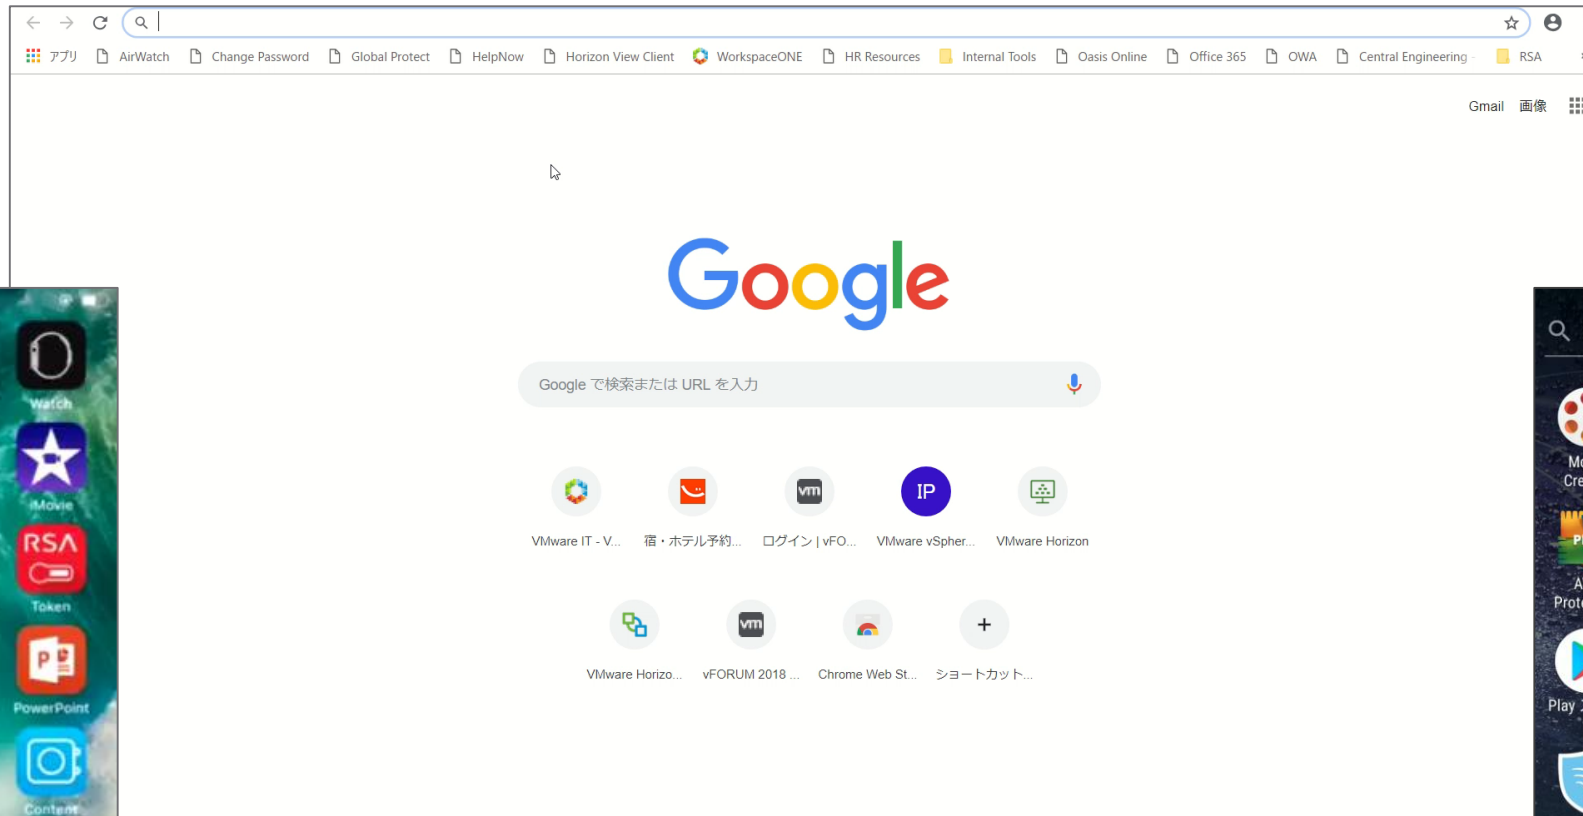 アプリ AirWatch Change Password Global Protect HelpNow Horizon View Client WorkspaceONE HR Resources Internal Tools Oasis Online Office 365 OWA Central Engineering - RSA
Gmail 画像
Google
Google で検索または URL を入力
VMware IT - V... 宿・ホテル予約... ログイン | vFO... IP VMware vSpher... VMware Horizon
vm
VMware Horizo... vFORUM 2018 ... Chrome Web St... ショートカット...
vm
Watch
iMovie
RSA
Token
P
PowerPoint
Content
Play